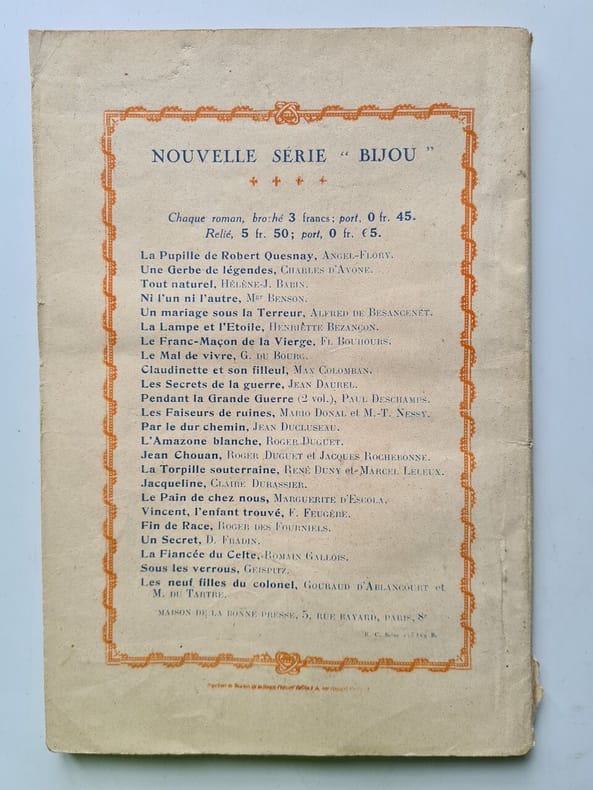 NOUVELLE SÉRIE “ BIJOU ”
Chaque roman, broché 3 francs; port, 0 fr. 45.
Relié, 5 fr. 50; port, 0 fr. €5.
La Pupille de Robert Quesnay, ANGEL-FLORY.
Une Gerbe de légendes, CHARLES D'AVONE.
Tout naturel, HÉLÈNE-J. BABIN.
Ni l'un ni l'autre, Mgr BENSON.
Un mariage sous la Terreur, ALFRED DE BESANCENET.
La Lampe et l'Etoile, HENRIETTE BEZANÇON.
Le Franc-Maçon de la Vierge, FL BOUHOURS.
Le Mal de vivre, G. DU BOURG.
Claudinette et son filleul, MAX COLOMBAN.
Les Secrets de la guerre, JEAN DAUREL.
Pendant la Grande Guerre (2 vol.), PAUL DESCHAMPS.
Les Faiseurs de ruines, MARIO DONAL et M.-T. NESSY.
Par le dur chemin, JEAN DUCLUSEAU.
L'Amazone blanche, ROGER DUGUET.
Jean Chouan, ROGER DUGUET et JACQUES ROCHEBONNE.
La Torpille souterraine, RENÉ DUNY et MARCEL LELEUX.
Jacqueline, CLAIRE DURASSIER.
Le Pain de chez nous, MARGUERITE D'ESCOLA.
Vincent, l'enfant trouvé, F. FEUGÈRE.
Fin de Race, ROGER DES FOURNIELS.
Un Secret, D. FRADIN.
La Fiancée du Celte, ROMAIN GALLOIS.
Sous les verrous, GEISPITZ.
Les neuf filles du colonel, GOURAUD D'ABLANCOURT et
M. DU TARTRE.
MAISON DE LA BONNE PRESSE, 5, RUE BAYARD, PARIS, 8e
R. C. Seine